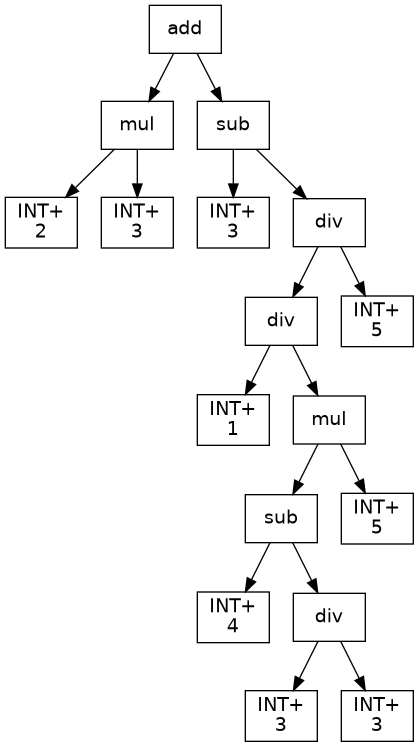 add
mul
sub
INT+
2
INT+
3
INT+
3
div
div
INT+
5
INT+
1
mul
sub
INT+
5
INT+
4
div
INT+
3
INT+
3